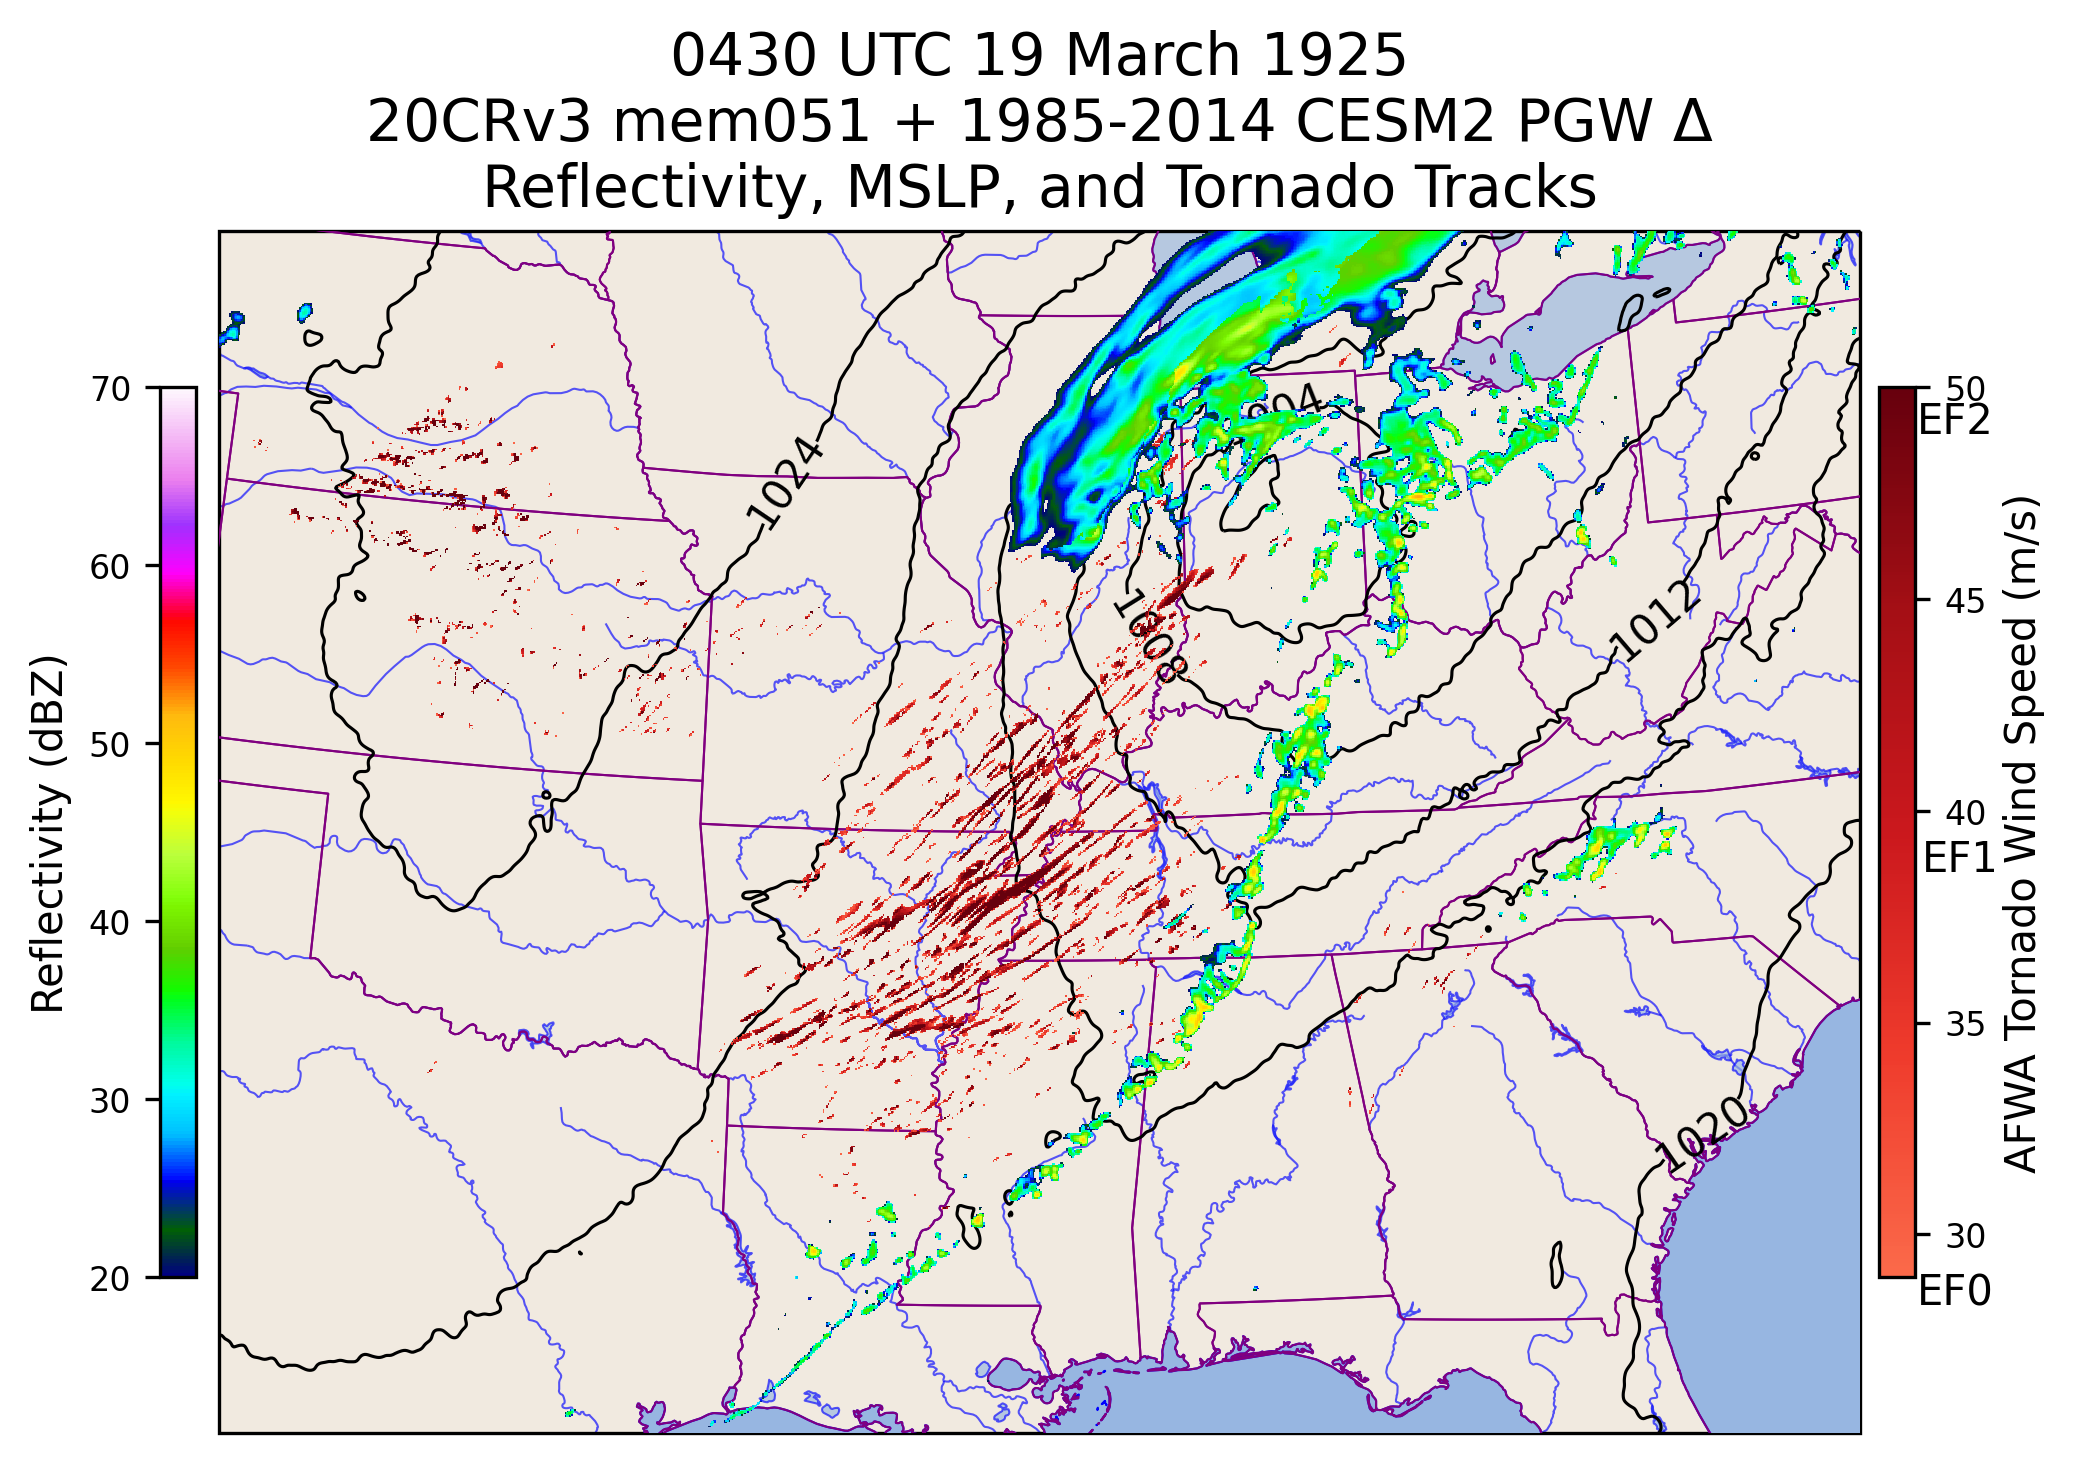 0430 UTC 19 March 1925
20CRv3 mem051 + 1985-2014 CESM2 PGW Δ
Reflectivity, MSLP, and Tornado Tracks
70
60
50
40
30
20
Reflectivity (dBZ)
1024
1004
1008
1012
1020
50
EF2
45
40
EF1
35
30
EF0
AFWA Tornado Wind Speed (m/s)